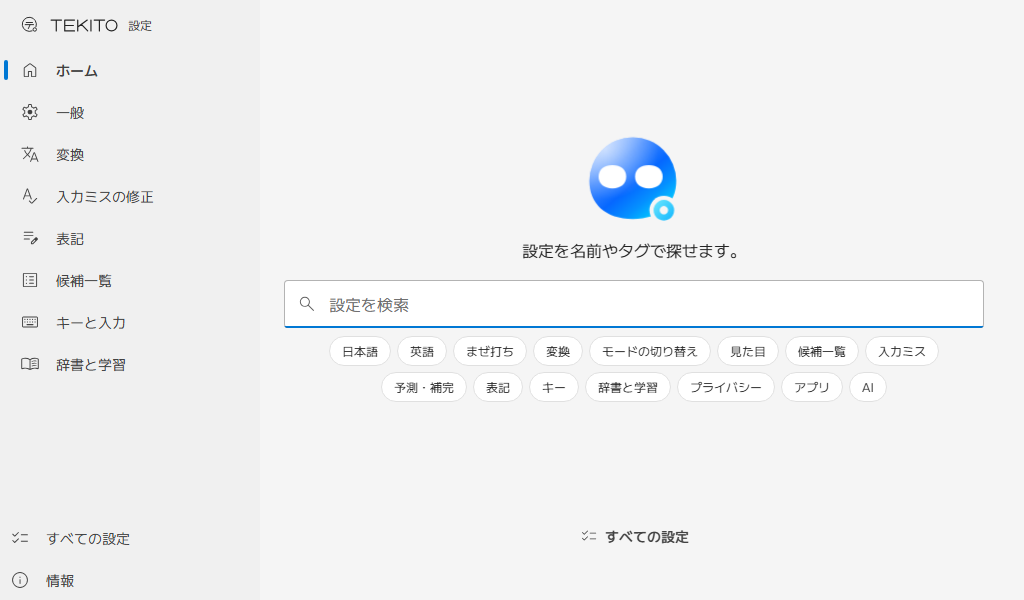 TEKITO 設定
ホーム
一般
変換
入力ミスの修正
表記
候補一覧
キーと入力
辞書と学習
すべての設定
情報
設定を名前やタグで探せます。
設定を検索
日本語 英語 まぜ打ち 変換 モードの切り替え 見た目 候補一覧 入力ミス
予測・補完 表記 キー 辞書と学習 プライバシー アプリ AI
すべての設定